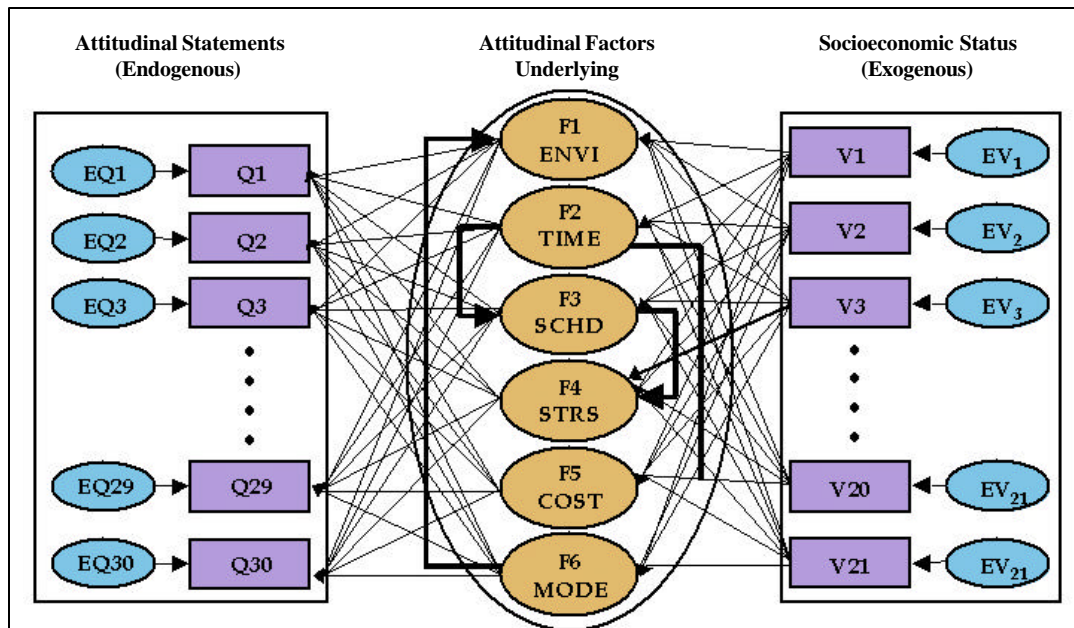 Attitudinal Statements
(Endogenous)
Attitudinal Factors
Underlying
Socioeconomic Status
(Exogenous)
EQ1
Q1
EQ2
Q2
EQ3
Q3
EQ29
Q29
EQ30
Q30
F1
ENVI
F2
TIME
F3
SCHD
F4
STRS
F5
COST
F6
MODE
V1
EV1
V2
EV2
V3
EV3
V20
EV21
V21
EV21